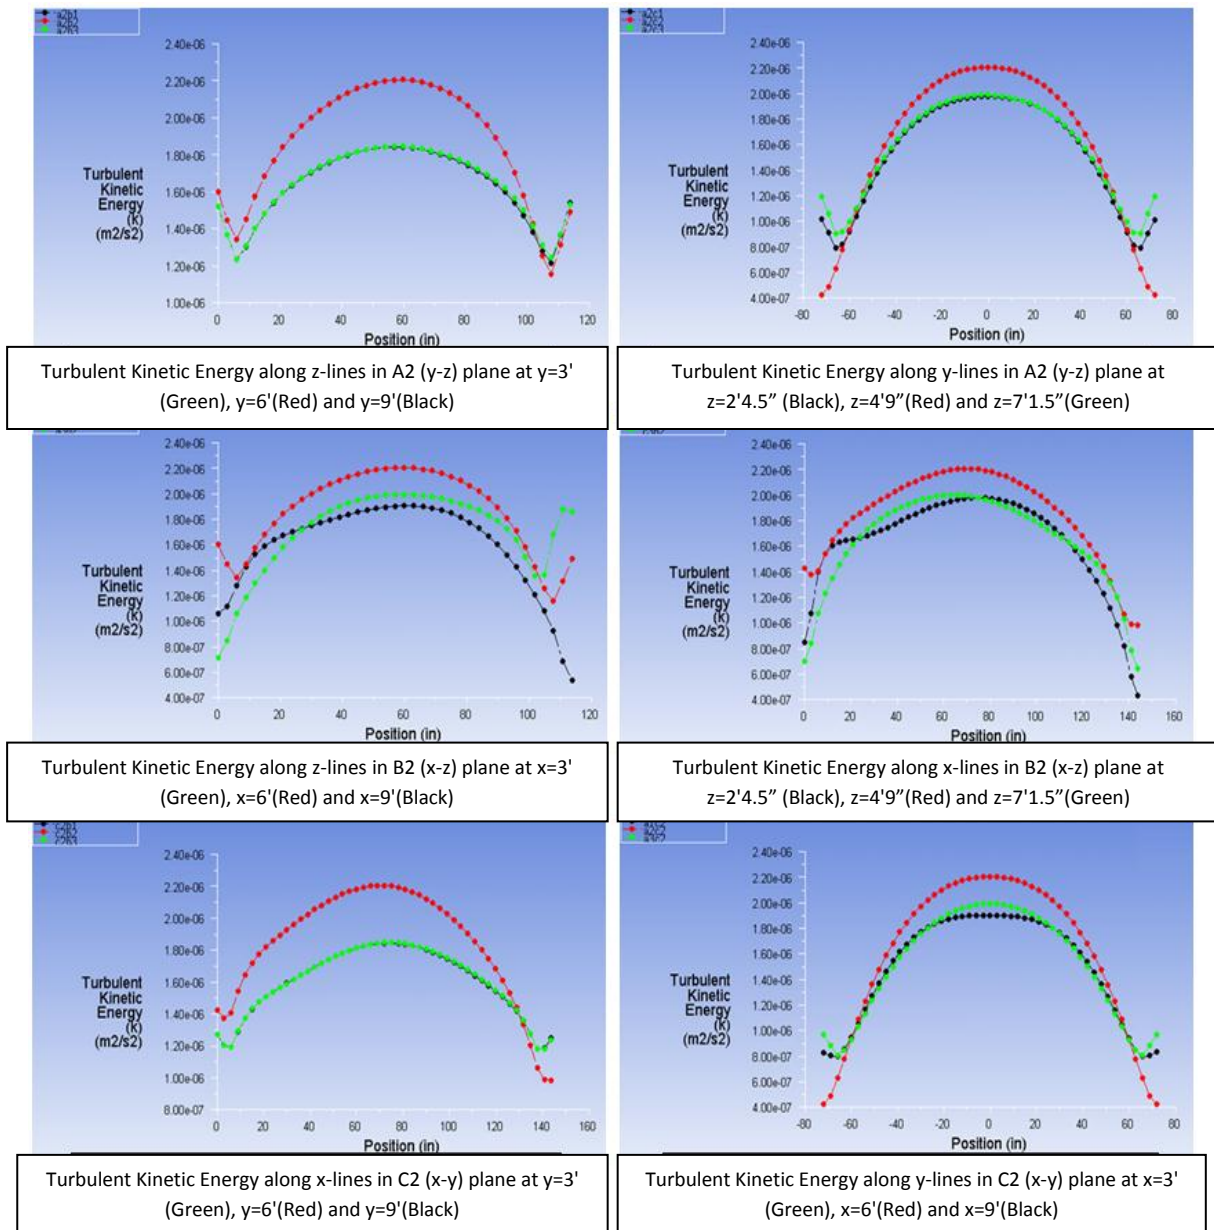 a2b1
a2b2
a2b3
2.40e-06
2.20e-06
2.00e-06
1.80e-06
1.60e-06
1.40e-06
1.20e-06
1.00e-06
Turbulent
Kinetic
Energy
(k)
(m2/s2)
0 20 40 60 80 100 120
Position (in)
a2c1
a2c2
a2c3
2.40e-06
2.20e-06
2.00e-06
1.80e-06
1.60e-06
1.40e-06
1.20e-06
1.00e-06
8.00e-07
6.00e-07
4.00e-07
Turbulent
Kinetic
Energy
(k)
(m2/s2)
-80 -60 -40 -20 0 20 40 60 80
Position (in)
Turbulent Kinetic Energy along z-lines in A2 (y-z) plane at y=3'
(Green), y=6'(Red) and y=9'(Black)
Turbulent Kinetic Energy along y-lines in A2 (y-z) plane at
z=2'4.5” (Black), z=4'9”(Red) and z=7'1.5”(Green)
2.40e-06
2.20e-06
2.00e-06
1.80e-06
1.60e-06
1.40e-06
1.20e-06
1.00e-06
8.00e-07
6.00e-07
4.00e-07
Turbulent
Kinetic
Energy
(k)
(m2/s2)
0 20 40 60 80 100 120
Position (in)
2.40e-06
2.20e-06
2.00e-06
1.80e-06
1.60e-06
1.40e-06
1.20e-06
1.00e-06
8.00e-07
6.00e-07
4.00e-07
Turbulent
Kinetic
Energy
(k)
(m2/s2)
0 20 40 60 80 100 120 140 160
Position (in)
Turbulent Kinetic Energy along z-lines in B2 (x-z) plane at x=3'
(Green), x=6'(Red) and x=9'(Black)
Turbulent Kinetic Energy along x-lines in B2 (x-z) plane at
z=2'4.5” (Black), z=4'9”(Red) and z=7'1.5”(Green)
c2b1
c2b2
c2b3
2.40e-06
2.20e-06
2.00e-06
1.80e-06
1.60e-06
1.40e-06
1.20e-06
1.00e-06
8.00e-07
Turbulent
Kinetic
Energy
(k)
(m2/s2)
0 20 40 60 80 100 120 140 160
Position (in)
a2c2
a3c2
2.40e-06
2.20e-06
2.00e-06
1.80e-06
1.60e-06
1.40e-06
1.20e-06
1.00e-06
8.00e-07
6.00e-07
4.00e-07
Turbulent
Kinetic
Energy
(k)
(m2/s2)
-80 -60 -40 -20 0 20 40 60 80
Position (in)
Turbulent Kinetic Energy along x-lines in C2 (x-y) plane at y=3'
(Green), y=6'(Red) and y=9'(Black)
Turbulent Kinetic Energy along y-lines in C2 (x-y) plane at x=3'
(Green), x=6'(Red) and x=9'(Black)